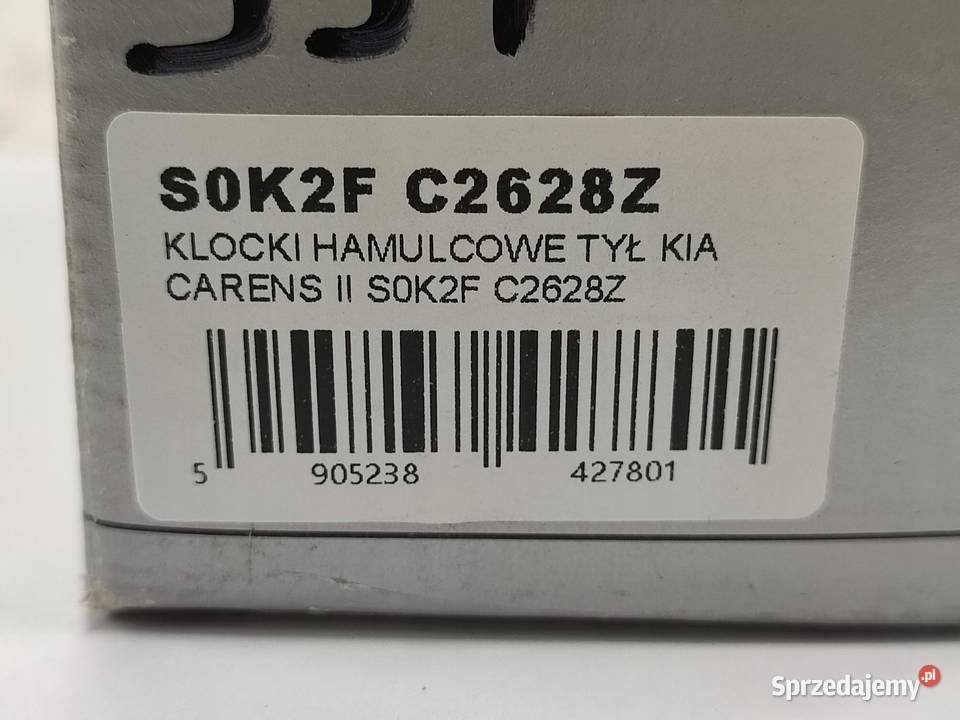 S0K2F C2628Z
KLOCKI HAMULCOWE TYŁ KIA
CARENS II S0K2F C2628Z
5 905238 427801
Sprzedajemy.pl